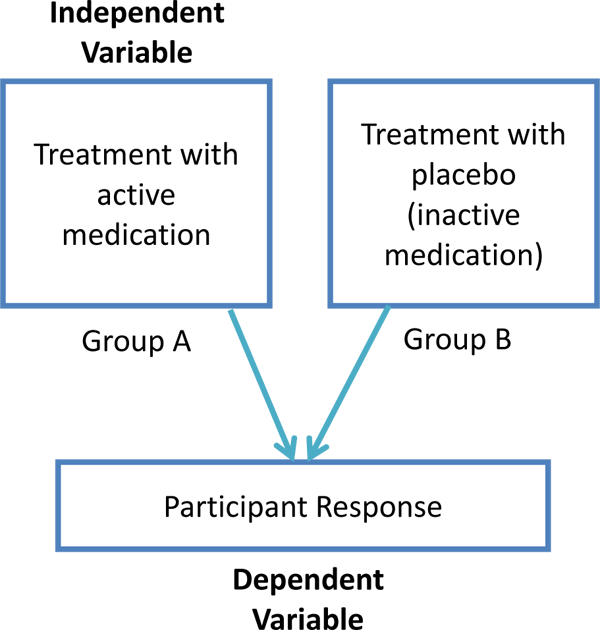 Independent
Variable
Treatment with
active
medication
Group A
Treatment with
placebo
(inactive
medication)
Group B
Participant Response
Dependent
Variable